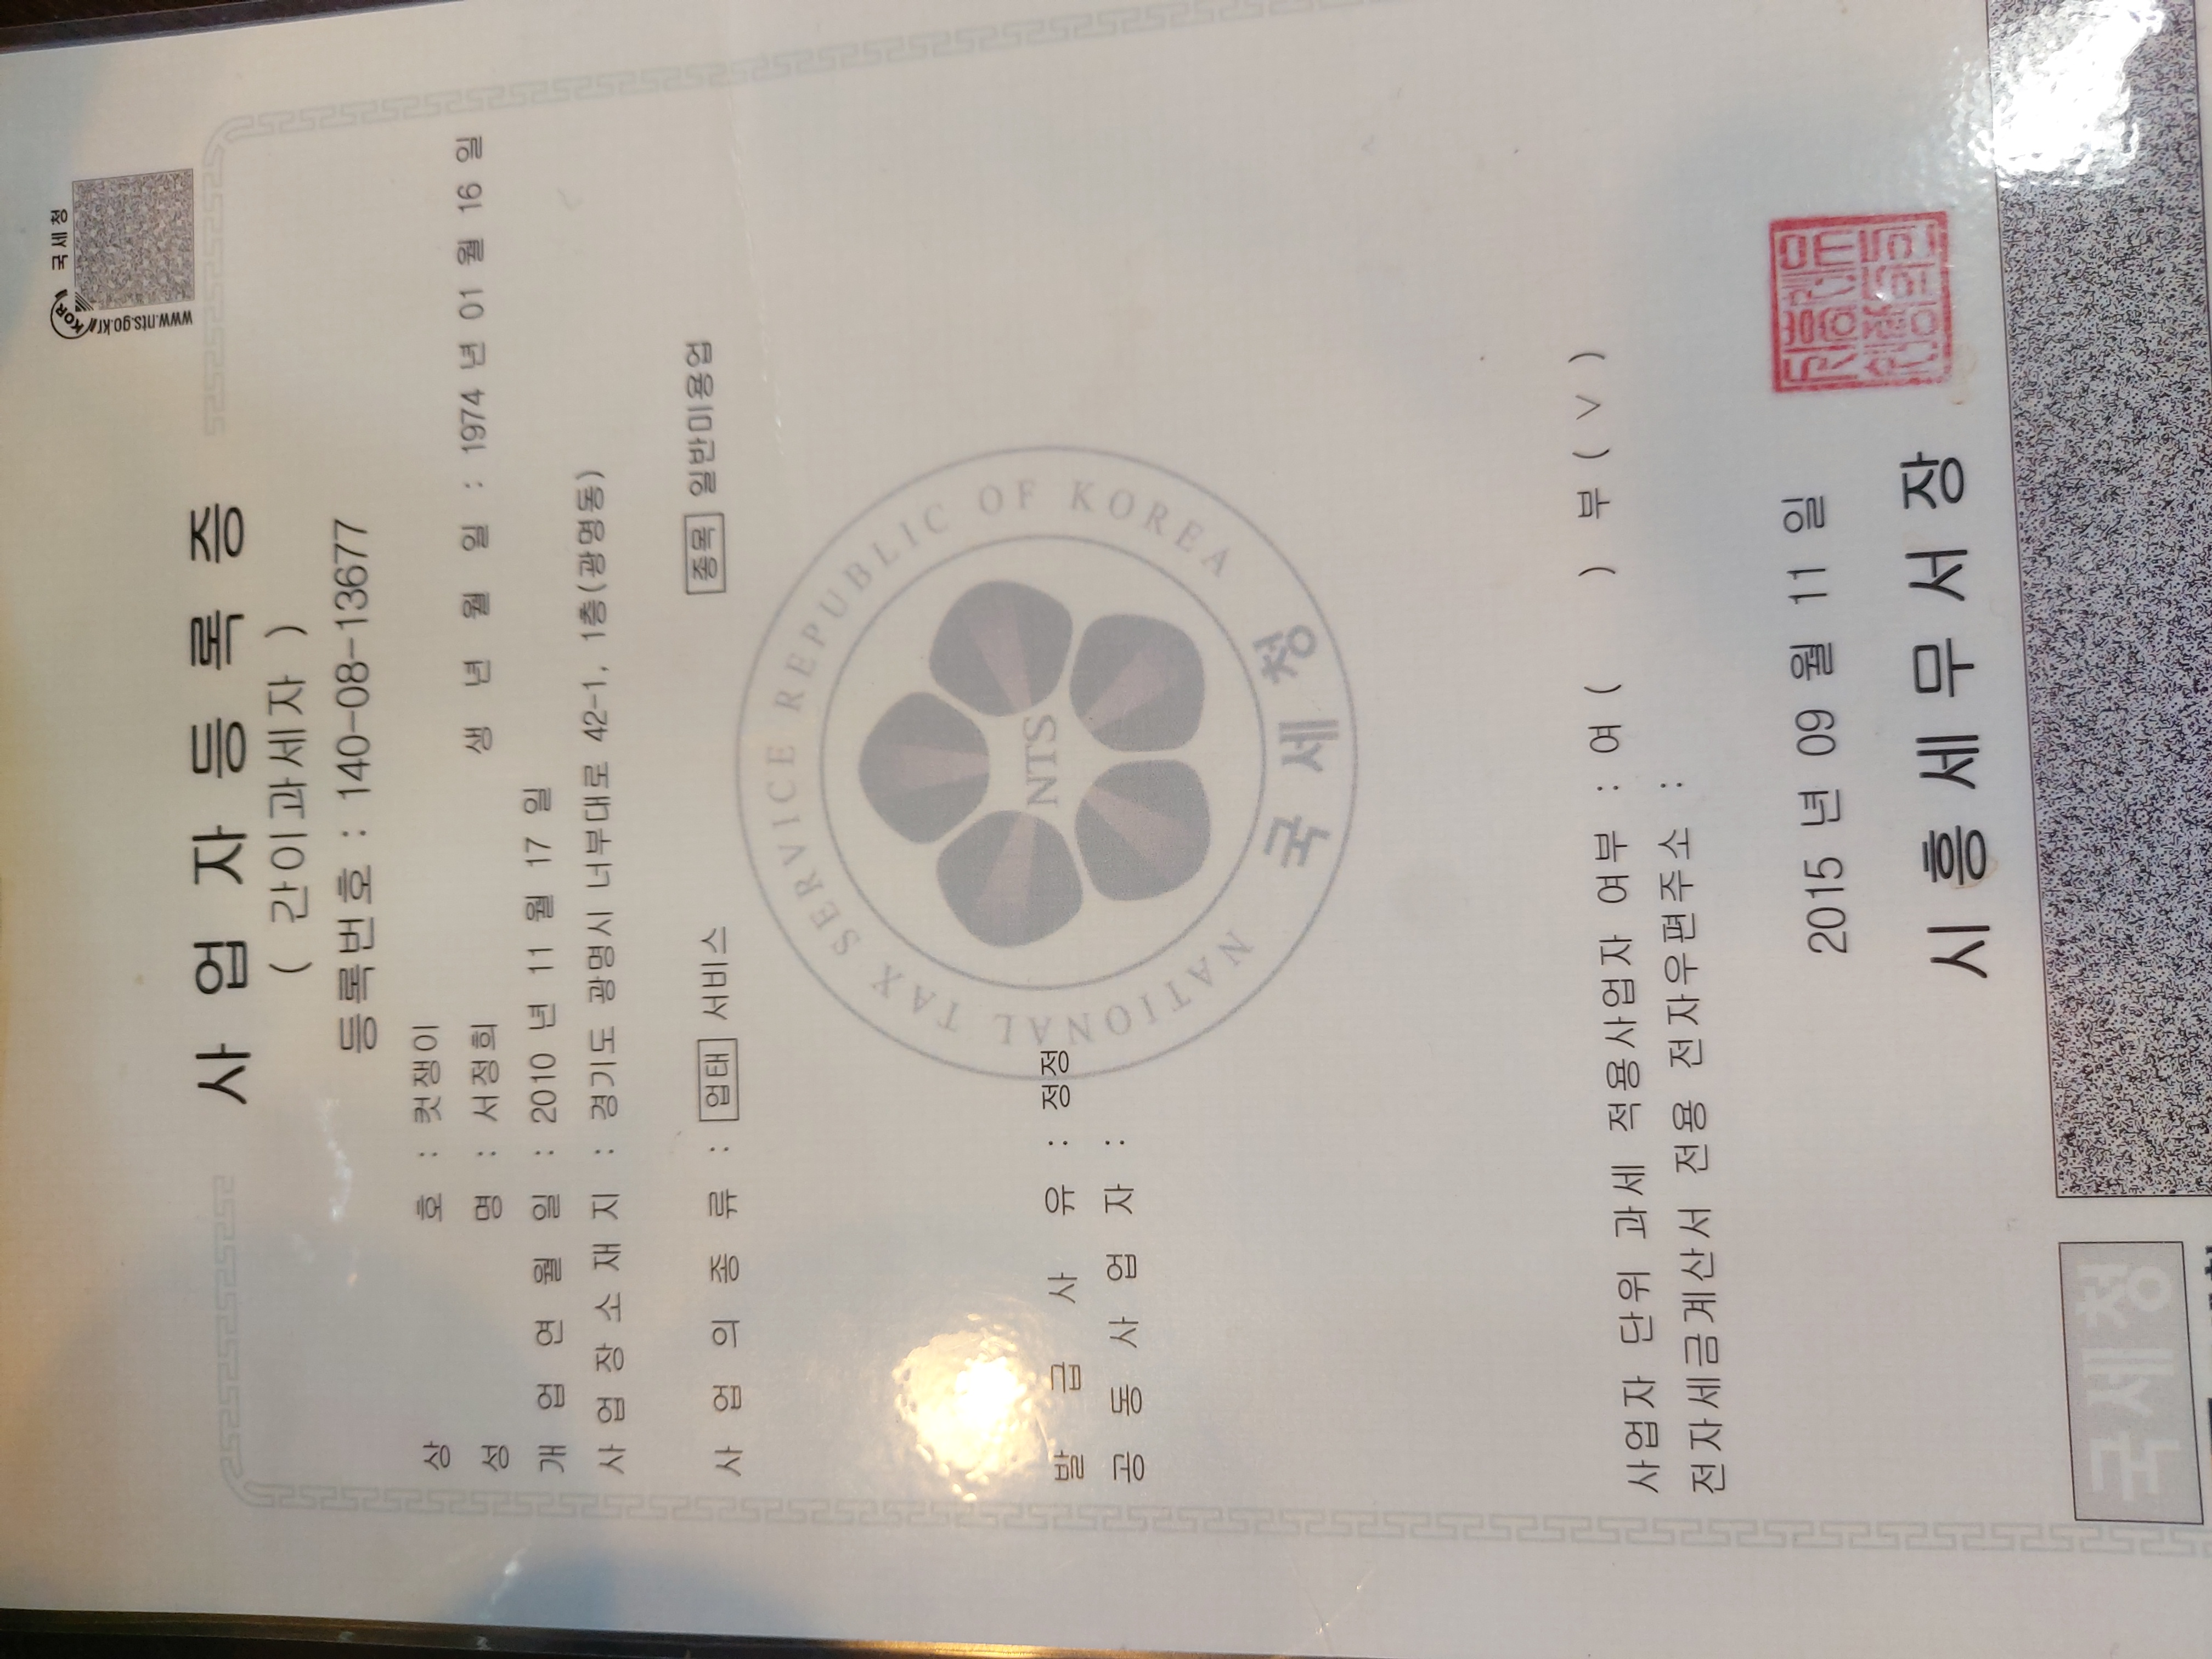 국세청
KOR
www.nts.go.kr
사업자등록증
( 간이과세자 )
등록번호 : 140-08-13677
상 호 : 컷쟁이
성 명 : 서정희 생 년 월 일 : 1974 년 01 월 16 일
개 업 연 월 일 : 2010 년 11 월 17 일
사 업 장 소 재 지 : 경기도 광명시 너부대로 42-1, 1층(광명동)
사 업 의 종 류 : 업태 서비스 종목 일반미용업
NATIONAL TAX SERVICE REPUBLIC OF KOREA
NTS
국세청
발 급 사 유 : 정정
공 동 사 업 자 :
사업자 단위 과세 적용사업자 여부 : 여 ( ) 부 ( ∨ )
전자세금계산서 전용 전자우편주소 :
2015 년 09 월 11 일
시 흥 세 무 서 장
국세청